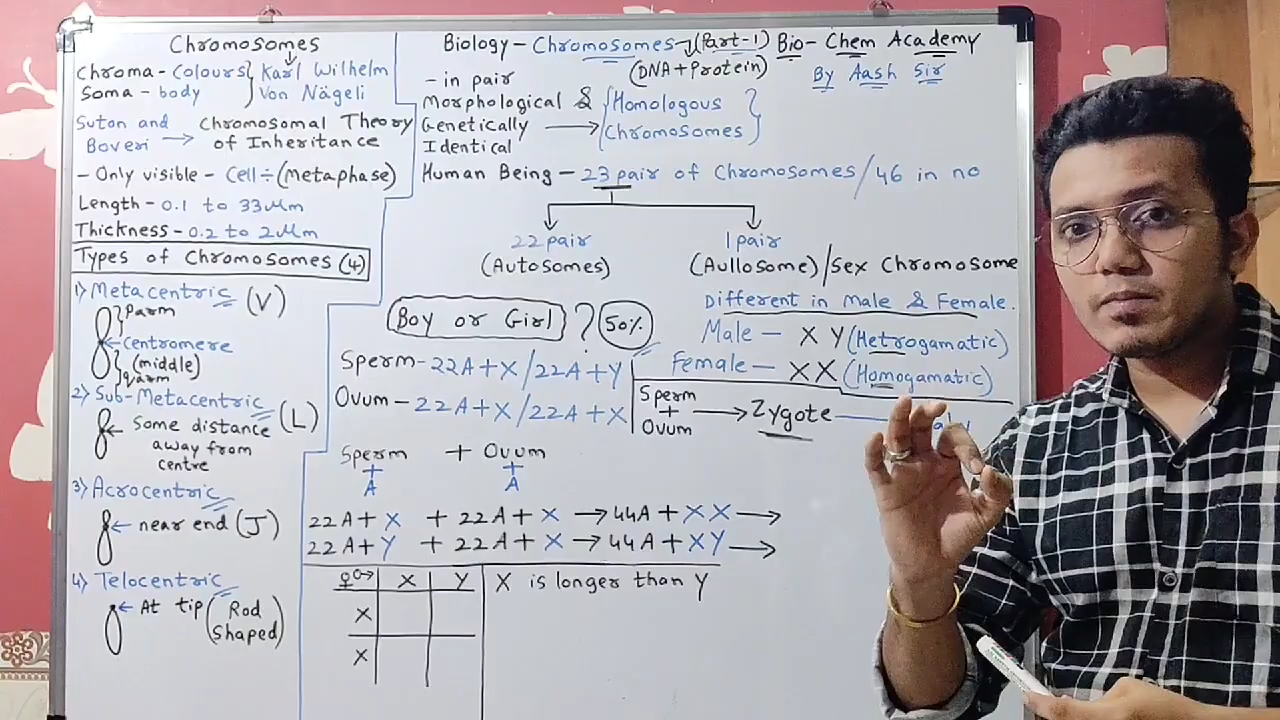 Chromosomes
Chroma - Colours
Soma - body
Karl Wilhelm
Von Nägeli
Suton and
Boveri → Chromosomal Theory
of Inheritance
- Only visible - Cell ÷ (Metaphase)
Length - 0.1 to 33 μm
Thickness - 0.2 to 2 μm
Types of Chromosomes (4)
1) Metacentric (V)
Parm
centromere
(middle)
qarm
2) Sub-Metacentric (L)
Some distance
away from
centre
3) Acrocentric
near end (J)
4) Telocentric
At tip (Rod
Shaped)
Biology - Chromosomes → (Part-1) Bio-Chem Academy
(DNA + Protein) By Aash Sir
- in pair
Morphological &
Genetically → Homologous
Chromosomes
Identical
Human Being - 23 pair of Chromosomes / 46 in no
22 pair
(Autosomes)
1 pair
(Aullosome) / Sex Chromosome
Different in Male & Female.
Male - X Y (Hetrogamatic)
Female - XX (Homogamatic)
Boy or Girl ? 50%
Sperm - 22A+X / 22A+Y
Ovum - 22A+X / 22A+X
Sperm
+
Ovum → Zygote
Sperm + Ovum
+ +
A A
22A+X + 22A+X → 44A+XX →
22A+Y + 22A+X → 44A+XY →
♀ ♂→ X Y
X
X
X is longer than Y